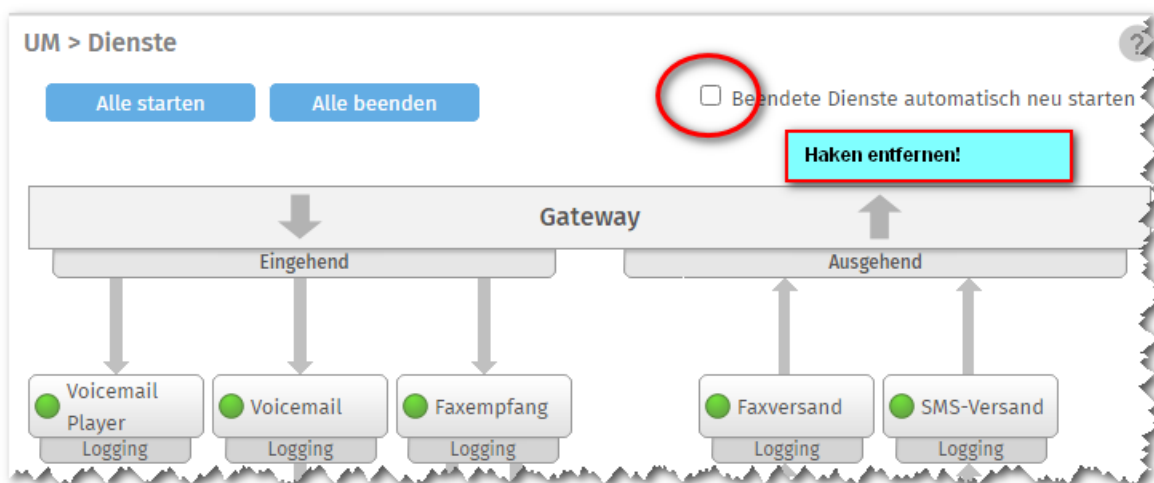 UM > Dienste
?
Alle starten
Alle beenden
Beendete Dienste automatisch neu starten
Haken entfernen!
Gateway
Eingehend
Ausgehend
Voicemail
Player
Voicemail
Faxempfang
Faxversand
SMS-Versand
Logging
Logging
Logging
Logging
Logging